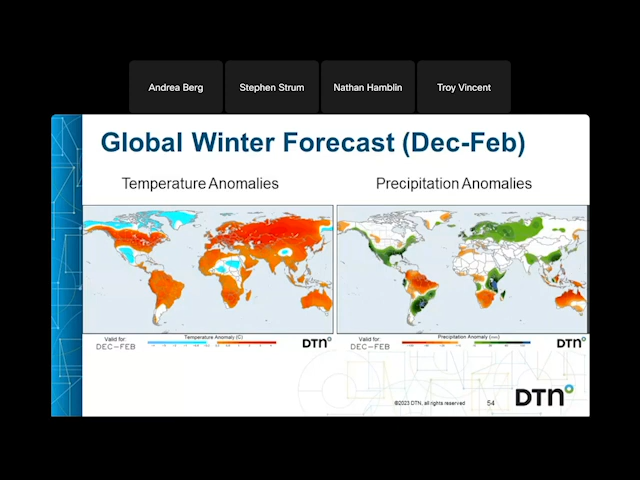 Andrea Berg
Stephen Strum
Nathan Hamblin
Troy Vincent
Global Winter Forecast (Dec-Feb)
Temperature Anomalies
Precipitation Anomalies
Valid for:
DEC-FEB
Temperature Anomaly (C)
DTN
Valid for:
DEC-FEB
Precipitation Anomaly (mm)
DTN
©2023 DTN, all rights reserved
54
DTN